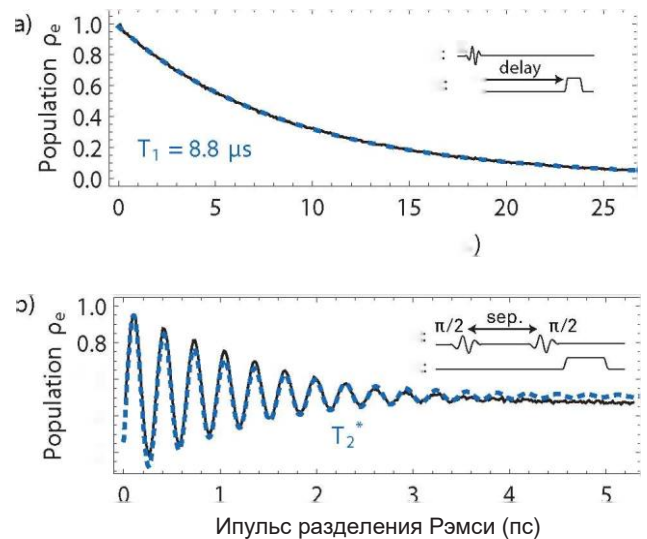 а)
Population ρe
1.0
0.8
0.6
0.4
0.2
0.0
T1 = 8.8 µs
:
delay
:
0 5 10 15 20 25
)
б)
Population ρe
1.0
0.8
π/2 sep. π/2
:
:
T2*
0 1 2 3 4 5
Ипульс разделения Рэмси (пс)